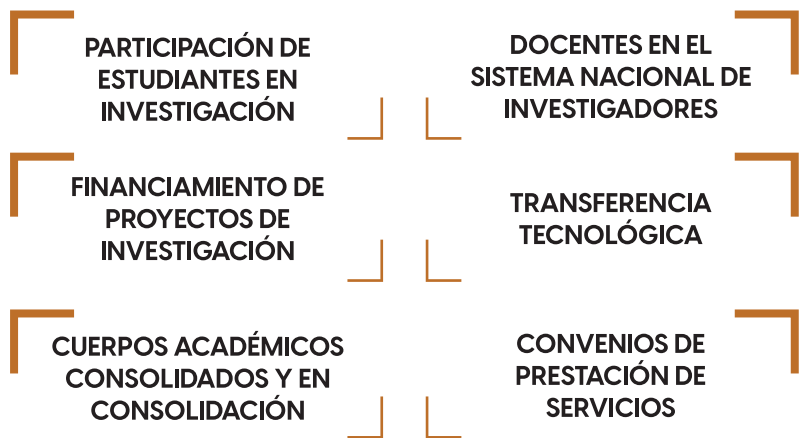 PARTICIPACIÓN DE
ESTUDIANTES EN
INVESTIGACIÓN
DOCENTES EN EL
SISTEMA NACIONAL DE
INVESTIGADORES
FINANCIAMIENTO DE
PROYECTOS DE
INVESTIGACIÓN
TRANSFERENCIA
TECNOLÓGICA
CUERPOS ACADÉMICOS
CONSOLIDADOS Y EN
CONSOLIDACIÓN
CONVENIOS DE
PRESTACIÓN DE
SERVICIOS